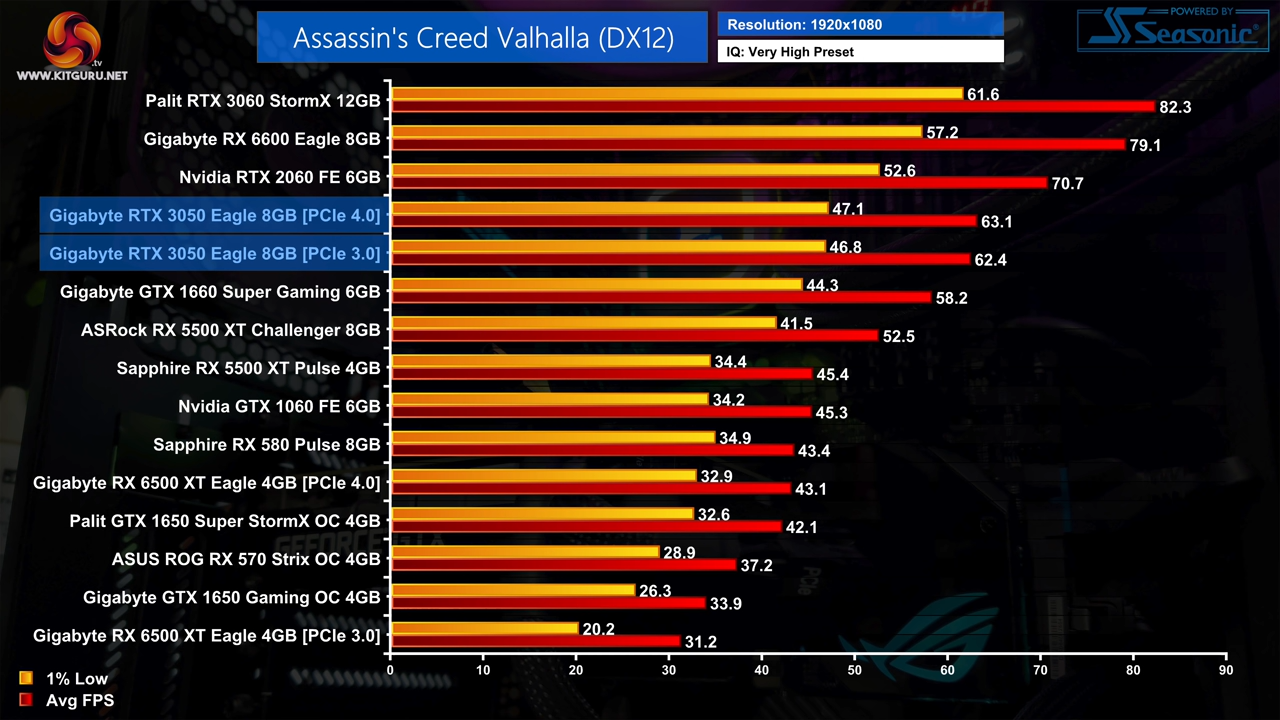 Assassin's Creed Valhalla (DX12)
Resolution: 1920x1080
IQ: Very High Preset
POWERED BY
Seasonic
.tv
WWW.KITGURU.NET
Palit RTX 3060 StormX 12GB 61.6 82.3
Gigabyte RX 6600 Eagle 8GB 57.2 79.1
Nvidia RTX 2060 FE 6GB 52.6 70.7
Gigabyte RTX 3050 Eagle 8GB [PCIe 4.0] 47.1 63.1
Gigabyte RTX 3050 Eagle 8GB [PCIe 3.0] 46.8 62.4
Gigabyte GTX 1660 Super Gaming 6GB 44.3 58.2
ASRock RX 5500 XT Challenger 8GB 41.5 52.5
Sapphire RX 5500 XT Pulse 4GB 34.4 45.4
Nvidia GTX 1060 FE 6GB 34.2 45.3
Sapphire RX 580 Pulse 8GB 34.9 43.4
Gigabyte RX 6500 XT Eagle 4GB [PCIe 4.0] 32.9 43.1
Palit GTX 1650 Super StormX OC 4GB 32.6 42.1
ASUS ROG RX 570 Strix OC 4GB 28.9 37.2
Gigabyte GTX 1650 Gaming OC 4GB 26.3 33.9
Gigabyte RX 6500 XT Eagle 4GB [PCIe 3.0] 20.2 31.2
0 10 20 30 40 50 60 70 80 90
1% Low
Avg FPS
PCIe